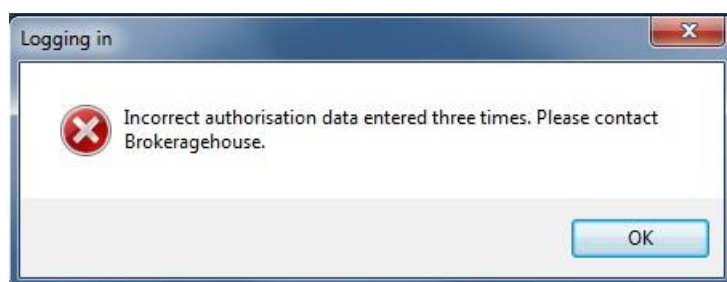 Logging in
Incorrect authorisation data entered three times. Please contact
Brokeragehouse.
OK